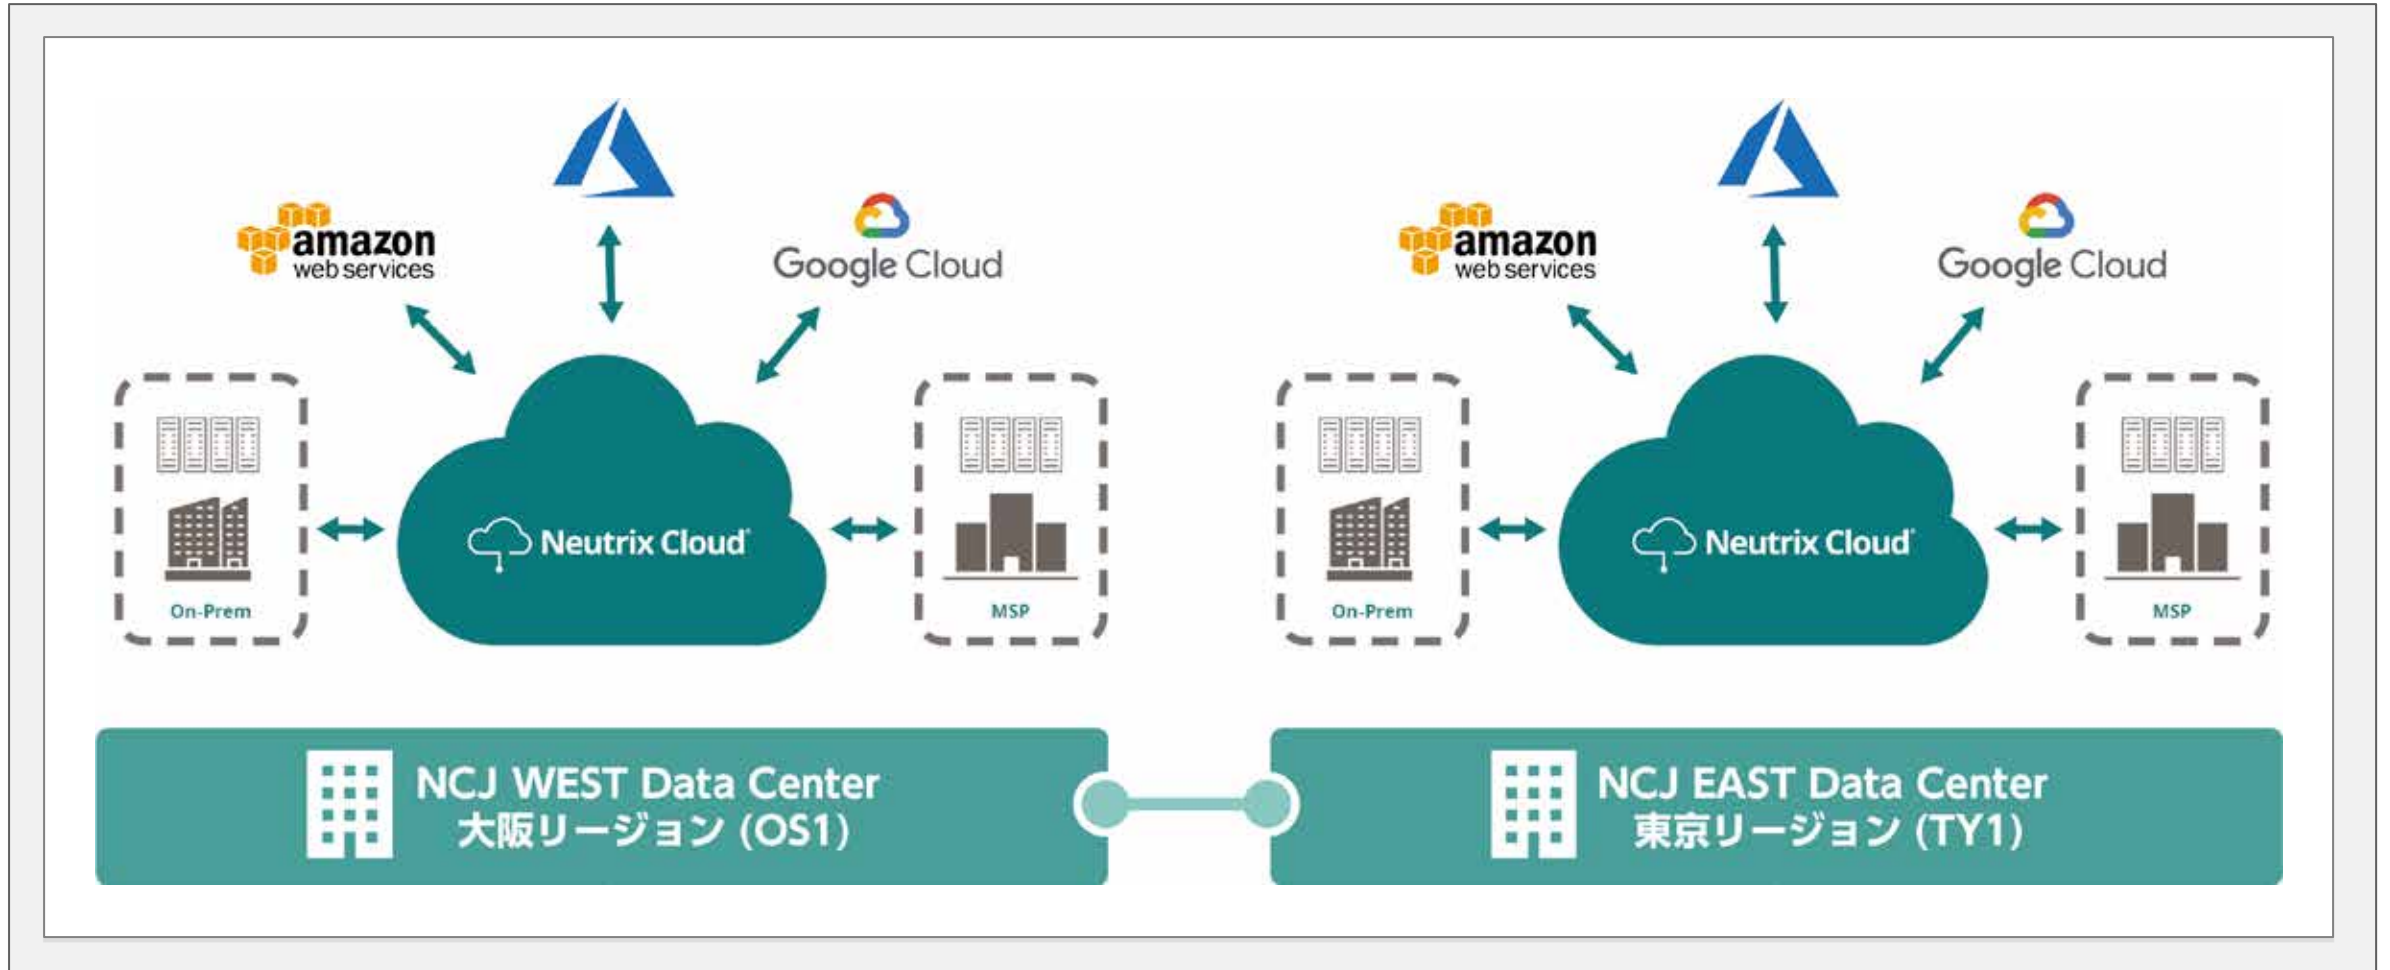 amazon
web services
Google Cloud
On-Prem
Neutrix Cloud
MSP
NCJ WEST Data Center
大阪リージョン (OS1)
amazon
web services
Google Cloud
On-Prem
Neutrix Cloud
MSP
NCJ EAST Data Center
東京リージョン (TY1)